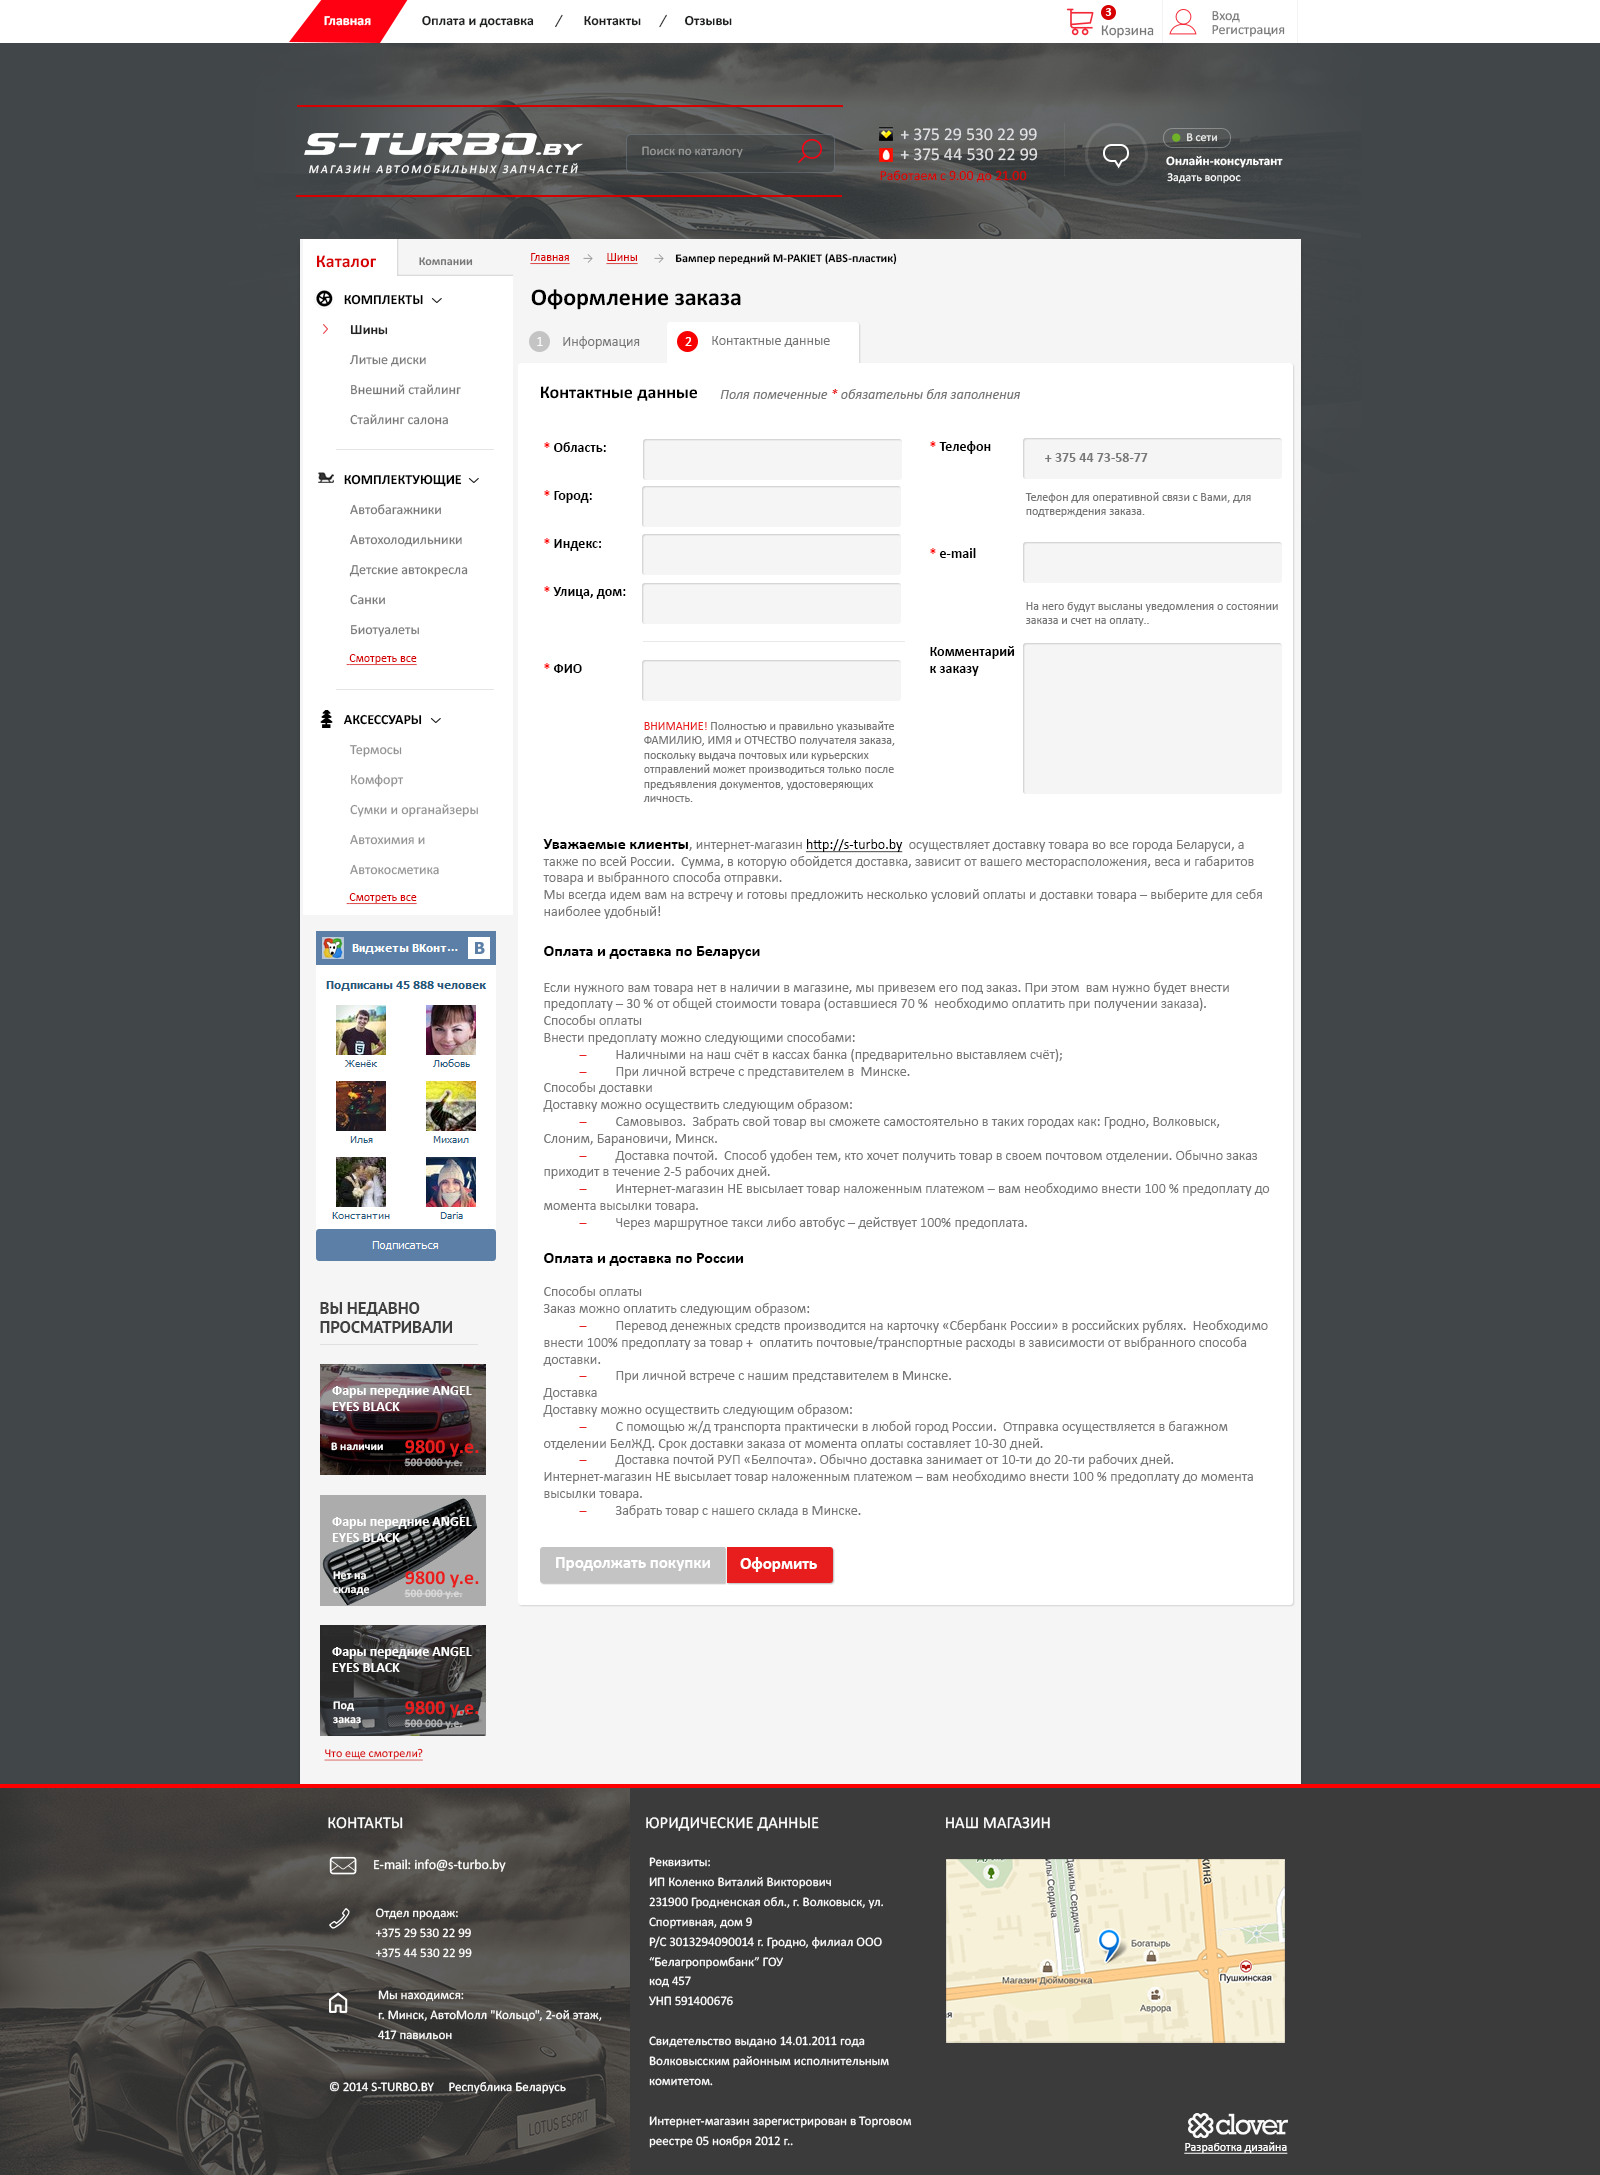 Главная
Оплата и доставка / Контакты / Отзывы
3
Корзина
Вход
Регистрация
S-TURBO.BY
МАГАЗИН АВТОМОБИЛЬНЫХ ЗАПЧАСТЕЙ
Поиск по каталогу
+ 375 29 530 22 99
+ 375 44 530 22 99
Работаем с 9.00 до 21.00
В сети
Онлайн-консультант
Задать вопрос
Каталог
Компании
КОМПЛЕКТЫ
Шины
Литые диски
Внешний стайлинг
Стайлинг салона
КОМПЛЕКТУЮЩИЕ
Автобагажники
Автохолодильники
Детские автокресла
Санки
Биотуалеты
Смотреть все
АКСЕССУАРЫ
Термосы
Комфорт
Сумки и органайзеры
Автохимия и
Автокосметика
Смотреть все
Виджеты ВКонт...
В
Подписаны 45 888 человек
Женёк
Любовь
Илья
Михаил
Константин
Daria
Подписаться
ВЫ НЕДАВНО
ПРОСМАТРИВАЛИ
Фары передние ANGEL
EYES BLACK
В наличии
9800 у.е.
500 000 у.е.
Фары передние ANGEL
EYES BLACK
Нет на
складе
9800 у.е.
500 000 у.е.
Фары передние ANGEL
EYES BLACK
Под
заказ
9800 у.е.
500 000 у.е.
Что еще смотрели?
Главная → Шины → Бампер передний M-PAKIET (ABS-пластик)
Оформление заказа
1 Информация
2 Контактные данные
Контактные данные
Поля помеченные * обязательны бля заполнения
* Область:
* Город:
* Индекс:
* Улица, дом:
* ФИО
ВНИМАНИЕ! Полностью и правильно указывайте
ФАМИЛИЮ, ИМЯ и ОТЧЕСТВО получателя заказа,
поскольку выдача почтовых или курьерских
отправлений может производиться только после
предъявления документов, удостоверяющих
личность.
* Телефон
+ 375 44 73-58-77
Телефон для оперативной связи с Вами, для
подтверждения заказа.
* e-mail
На него будут высланы уведомления о состоянии
заказа и счет на оплату..
Комментарий
к заказу
Уважаемые клиенты, интернет-магазин http://s-turbo.by осуществляет доставку товара во все города Беларуси, а
также по всей России. Сумма, в которую обойдется доставка, зависит от вашего месторасположения, веса и габаритов
товара и выбранного способа отправки.
Мы всегда идем вам на встречу и готовы предложить несколько условий оплаты и доставки товара – выберите для себя
наиболее удобный!
Оплата и доставка по Беларуси
Если нужного вам товара нет в наличии в магазине, мы привезем его под заказ. При этом вам нужно будет внести
предоплату – 30 % от общей стоимости товара (оставшиеся 70 % необходимо оплатить при получении заказа).
Способы оплаты
Внести предоплату можно следующими способами:
– Наличными на наш счёт в кассах банка (предварительно выставляем счёт);
– При личной встрече с представителем в Минске.
Способы доставки
Доставку можно осуществить следующим образом:
– Самовывоз. Забрать свой товар вы сможете самостоятельно в таких городах как: Гродно, Волковыск,
Слоним, Барановичи, Минск.
– Доставка почтой. Способ удобен тем, кто хочет получить товар в своем почтовом отделении. Обычно заказ
приходит в течение 2-5 рабочих дней.
– Интернет-магазин НЕ высылает товар наложенным платежом – вам необходимо внести 100 % предоплату до
момента высылки товара.
– Через маршрутное такси либо автобус – действует 100% предоплата.
Оплата и доставка по России
Способы оплаты
Заказ можно оплатить следующим образом:
– Перевод денежных средств производится на карточку «Сбербанк России» в российских рублях. Необходимо
внести 100% предоплату за товар + оплатить почтовые/транспортные расходы в зависимости от выбранного способа
доставки.
– При личной встрече с нашим представителем в Минске.
Доставка
Доставку можно осуществить следующим образом:
– С помощью ж/д транспорта практически в любой город России. Отправка осуществляется в багажном
отделении БелЖД. Срок доставки заказа от момента оплаты составляет 10-30 дней.
– Доставка почтой РУП «Белпочта». Обычно доставка занимает от 10-ти до 20-ти рабочих дней.
Интернет-магазин НЕ высылает товар наложенным платежом – вам необходимо внести 100 % предоплату до момента
высылки товара.
– Забрать товар с нашего склада в Минске.
Продолжать покупки
Оформить
КОНТАКТЫ
E-mail: info@s-turbo.by
Отдел продаж:
+375 29 530 22 99
+375 44 530 22 99
Мы находимся:
г. Минск, АвтоМолл "Кольцо", 2-ой этаж,
417 павильон
© 2014 S-TURBO.BY Республика Беларусь
LOTUS ESPRIT
ЮРИДИЧЕСКИЕ ДАННЫЕ
Реквизиты:
ИП Коленко Виталий Викторович
231900 Гродненская обл., г. Волковыск, ул.
Спортивная, дом 9
Р/С 3013294090014 г. Гродно, филиал ООО
“Белагропромбанк” ГОУ
код 457
УНП 591400676
Свидетельство выдано 14.01.2011 года
Волковысским районным исполнительным
комитетом.
Интернет-магазин зарегистрирован в Торговом
реестре 05 ноября 2012 г..
НАШ МАГАЗИН
Данилы Сердича
Богатырь
Магазин Дюймовочка
Пушкинская
Аврора
clover
Разработка дизайна